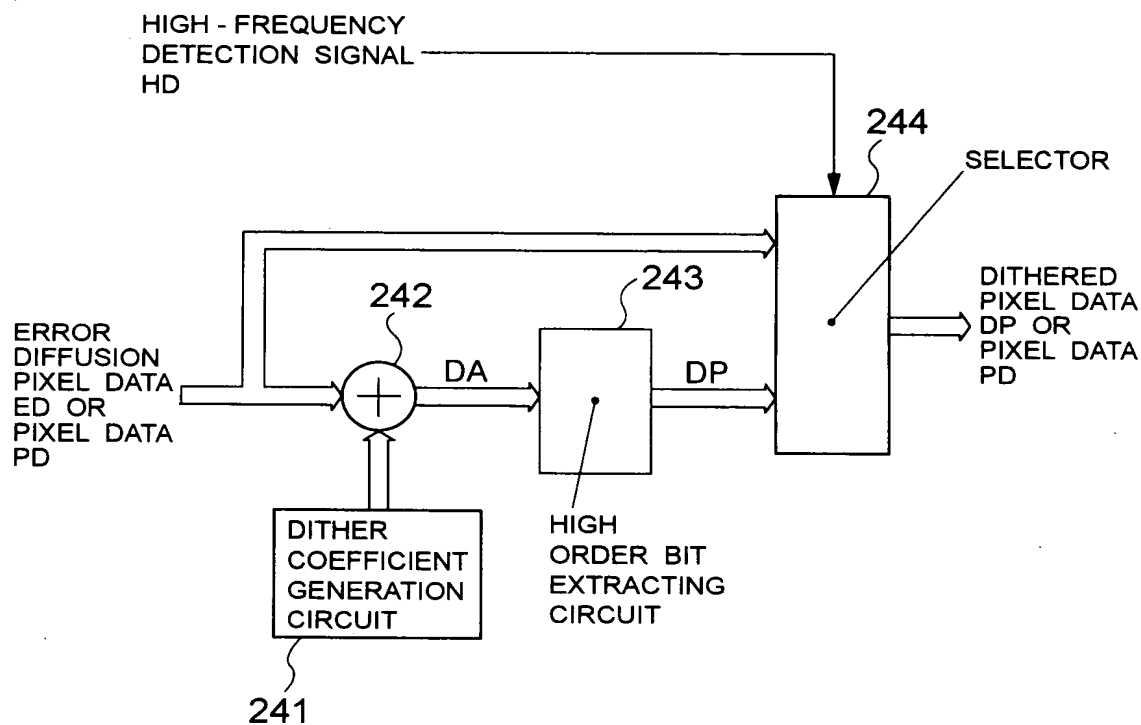 HIGH - FREQUENCY
DETECTION SIGNAL
HD
244
SELECTOR
243
242
DITHERED
PIXEL DATA
DP OR
PIXEL DATA
PD
ERROR
DIFFUSION
PIXEL DATA
ED OR
PIXEL DATA
PD
DA
DP
DITHER
COEFFICIENT
GENERATION
CIRCUIT
HIGH
ORDER BIT
EXTRACTING
CIRCUIT
241